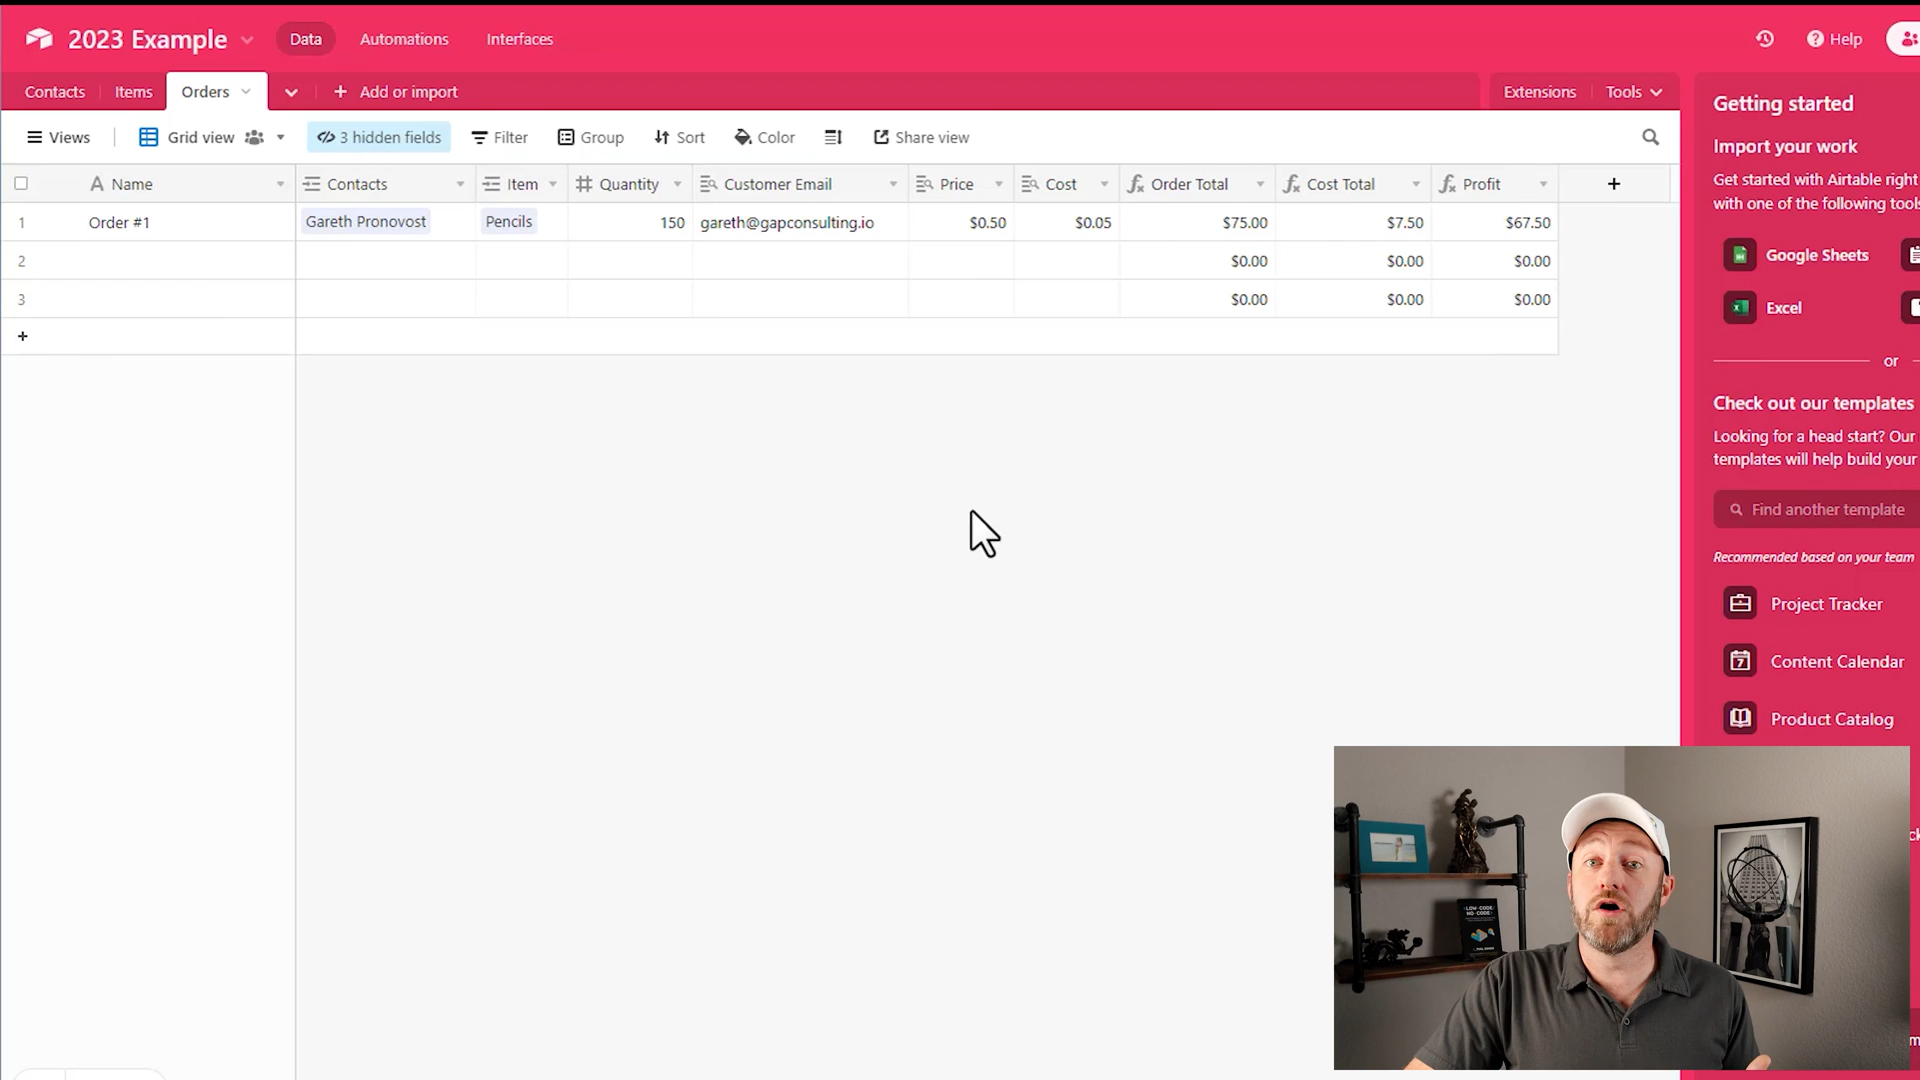 2023 Example Data Automations Interfaces Help
Contacts Items Orders Add or import Extensions Tools
Views Grid view 3 hidden fields Filter Group Sort Color Share view
Name Contacts Item Quantity Customer Email Price Cost Order Total Cost Total Profit
1 Order #1 Gareth Pronovost Pencils 150 gareth@gapconsulting.io $0.50 $0.05 $75.00 $7.50 $67.50
2 $0.00 $0.00 $0.00
3 $0.00 $0.00 $0.00
+
Getting started
Import your work
Get started with Airtable right
with one of the following tools
Google Sheets
Excel
or
Check out our templates
Looking for a head start? Our
templates will help build your
Find another template
Recommended based on your team
Project Tracker
7 Content Calendar
Product Catalog
LOW-CODE/
NO-CODE